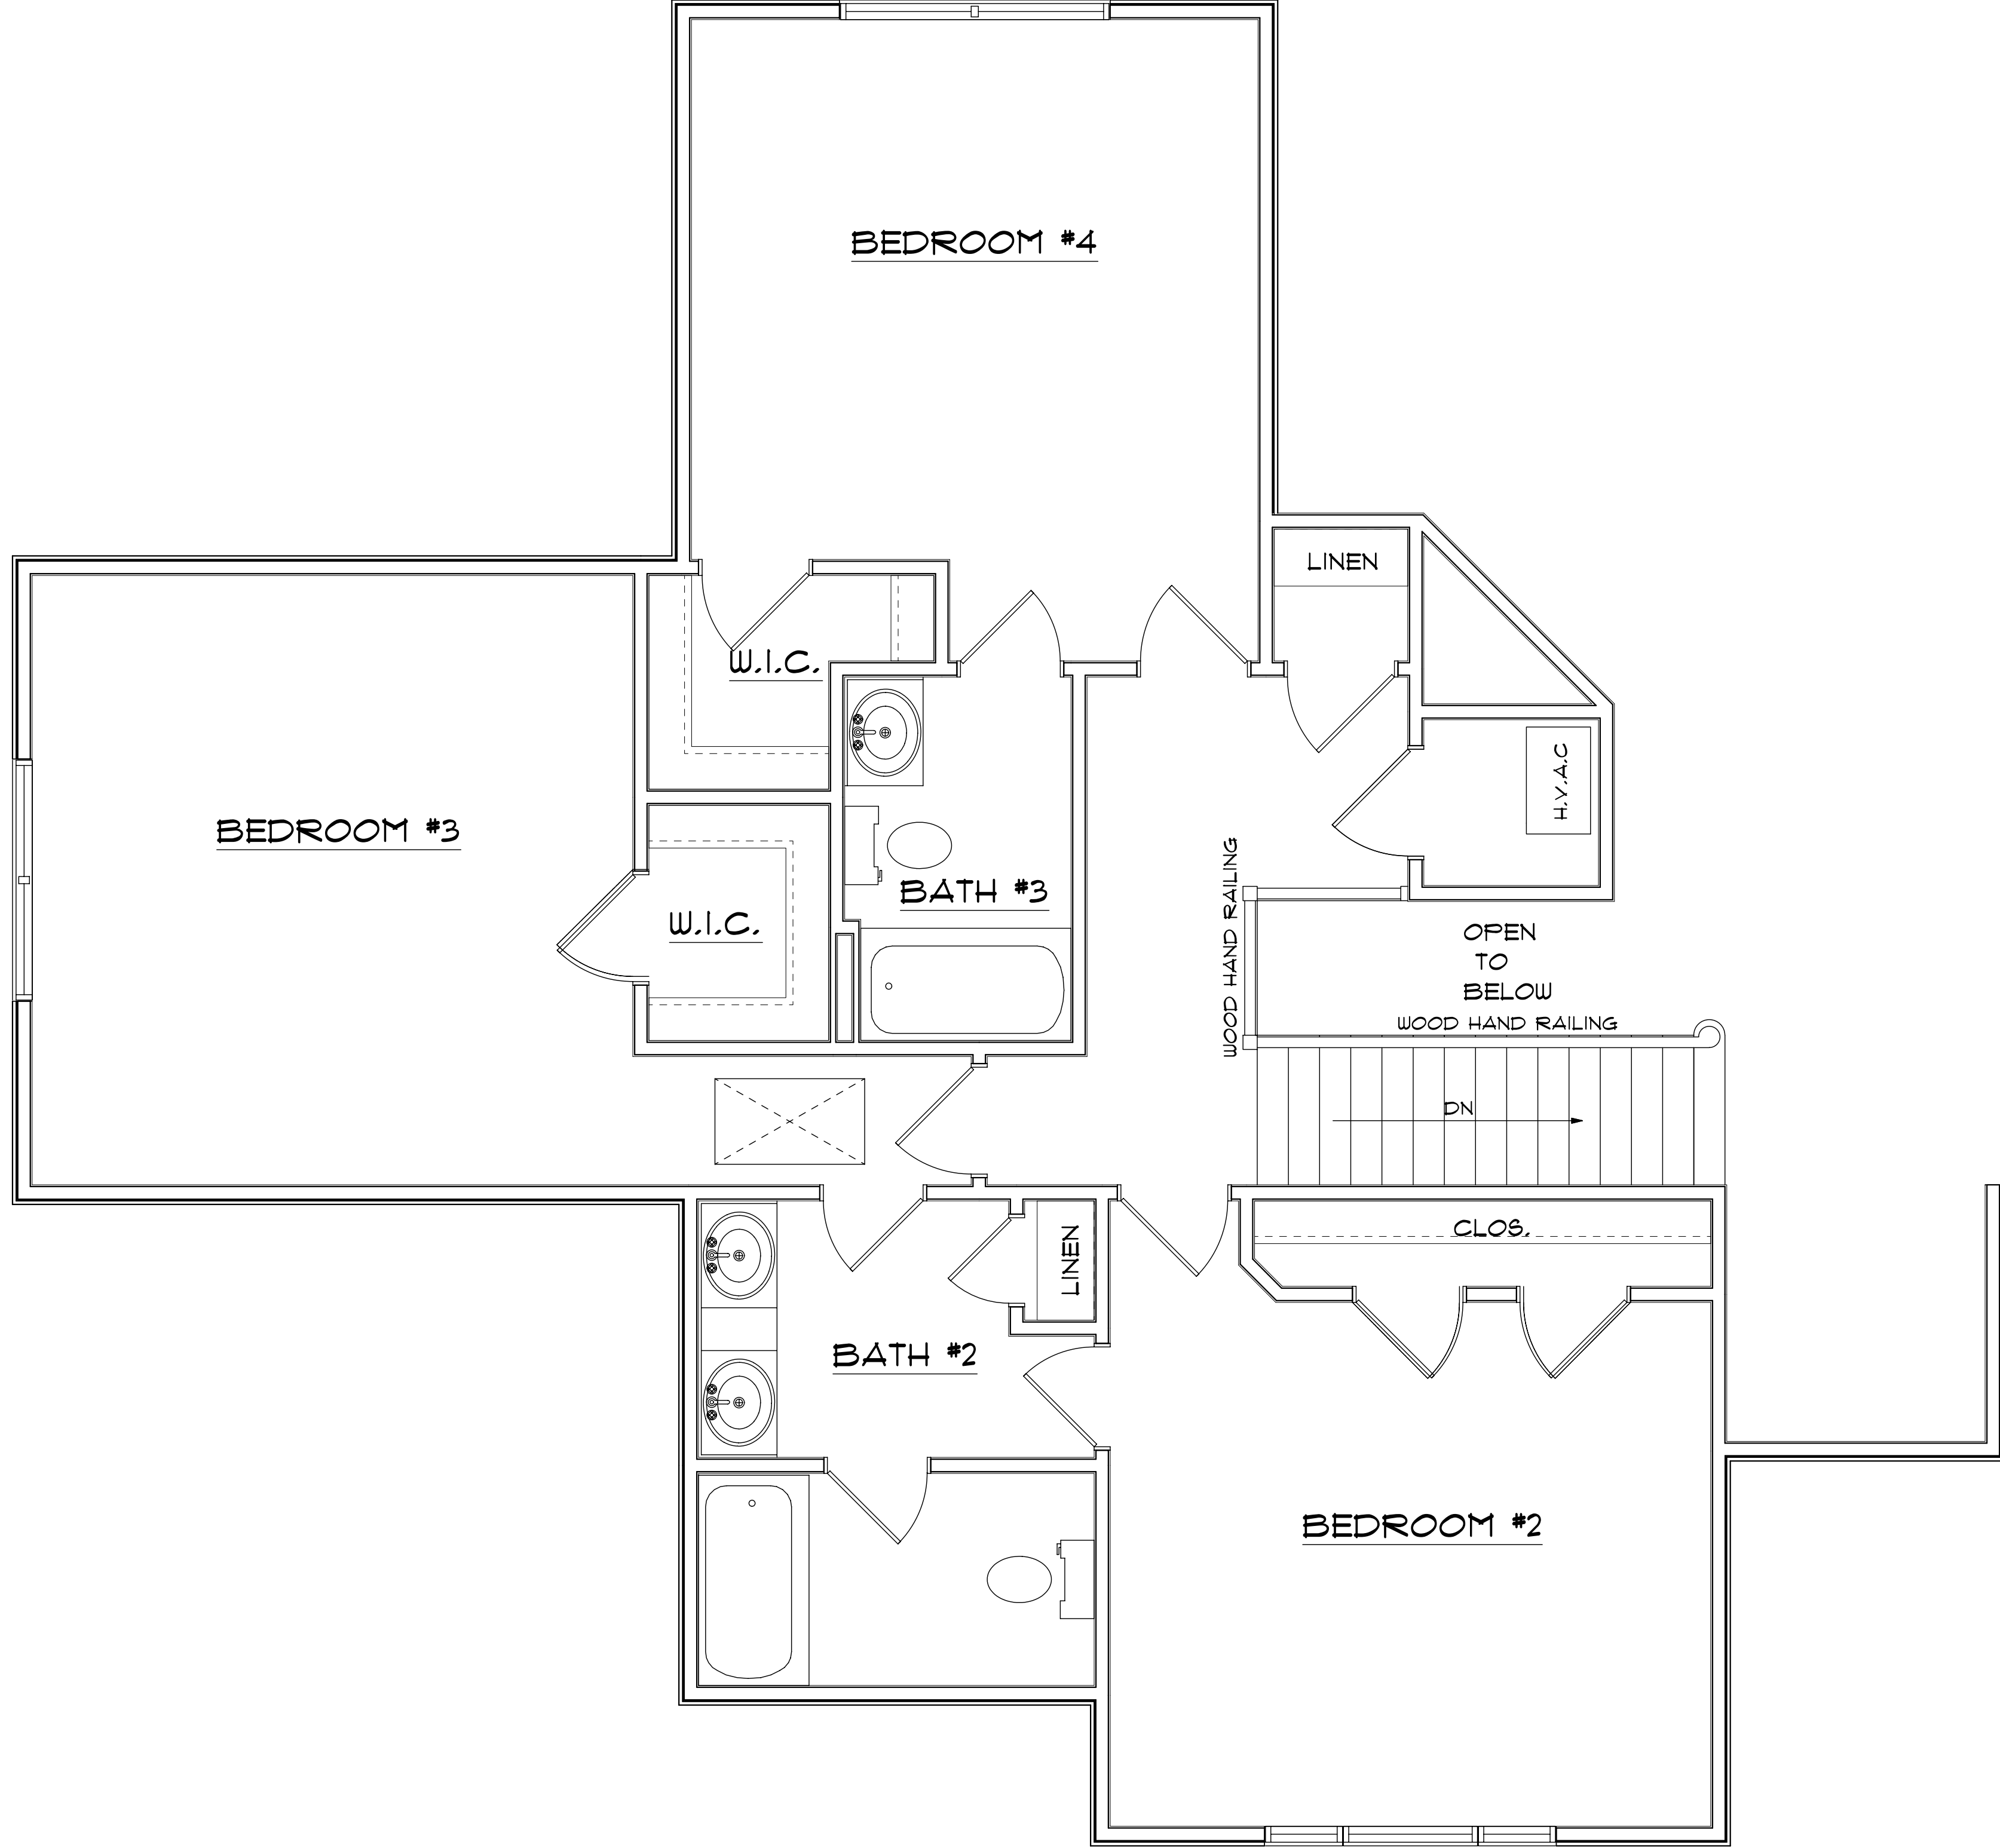 BEDROOM #4
LINEN
W.I.C.
H.V.A.C
BEDROOM #3
BATH #3
W.I.C.
WOOD HAND RAILING
OPEN
TO
BELOW
WOOD HAND RAILING
DN
CLOS.
LINEN
BATH #2
BEDROOM #2